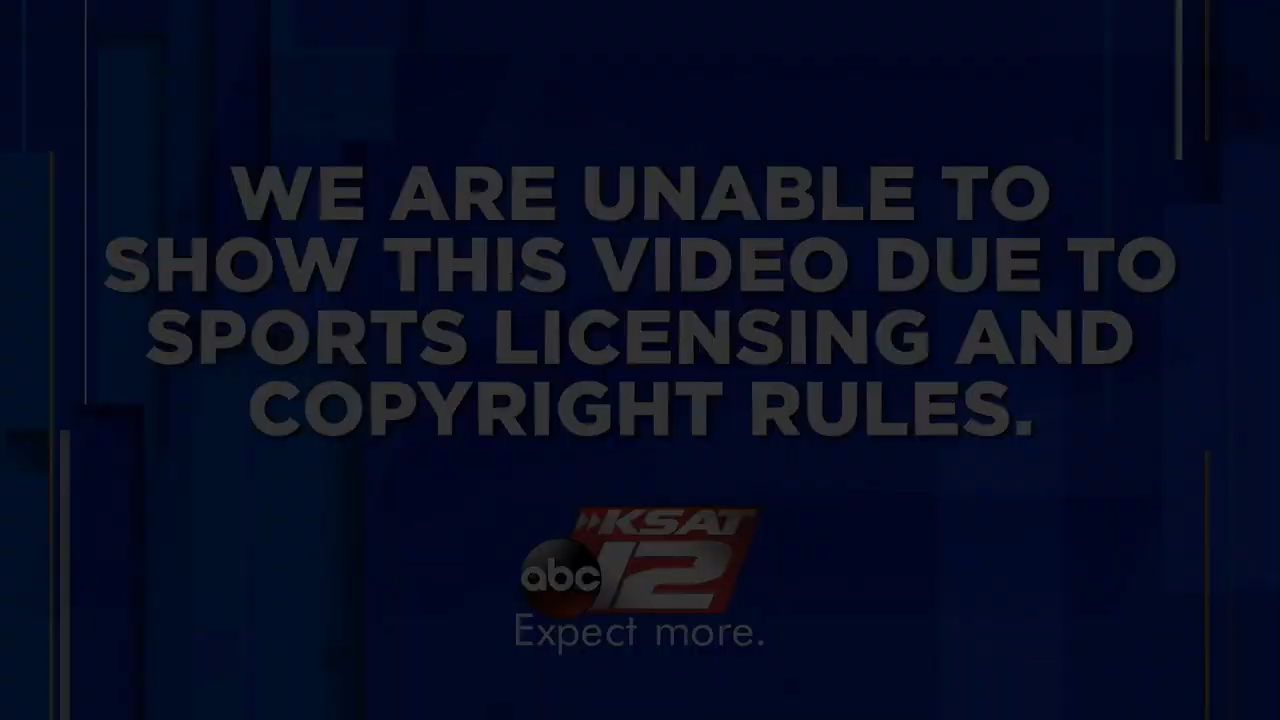 WE ARE UNABLE TO
SHOW THIS VIDEO DUE TO
SPORTS LICENSING AND
COPYRIGHT RULES.
KSAT
abc 12
Expect more.